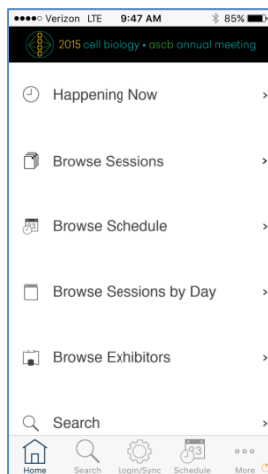 Verizon LTE 9:47 AM 85%
2015 cell biology • ascb annual meeting
Happening Now
Browse Sessions
Browse Schedule
Browse Sessions by Day
Browse Exhibitors
Search
Home Search Login/Sync Schedule More